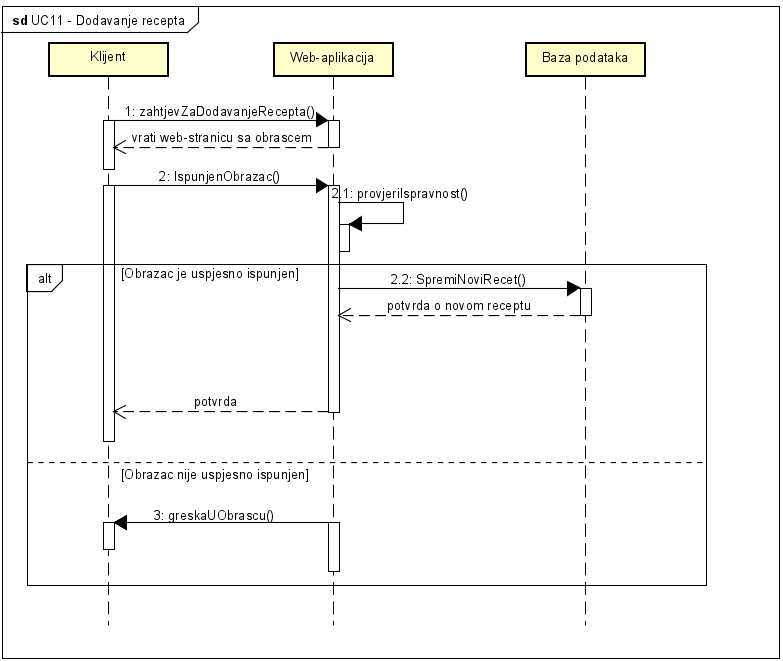 sd UC11 - Dodavanje recepta
Klijent
Web-aplikacija
Baza podataka
1: zahtjevZaDodavanjeRecepta()
vrati web-stranicu sa obrascem
2: IspunjenObrazac()
2.1: provjeriIspravnost()
alt
[Obrazac je uspjesno ispunjen]
2.2: SpremiNoviRecet()
potvrda o novom receptu
potvrda
[Obrazac nije uspjesno ispunjen]
3: greskaUObrascu()